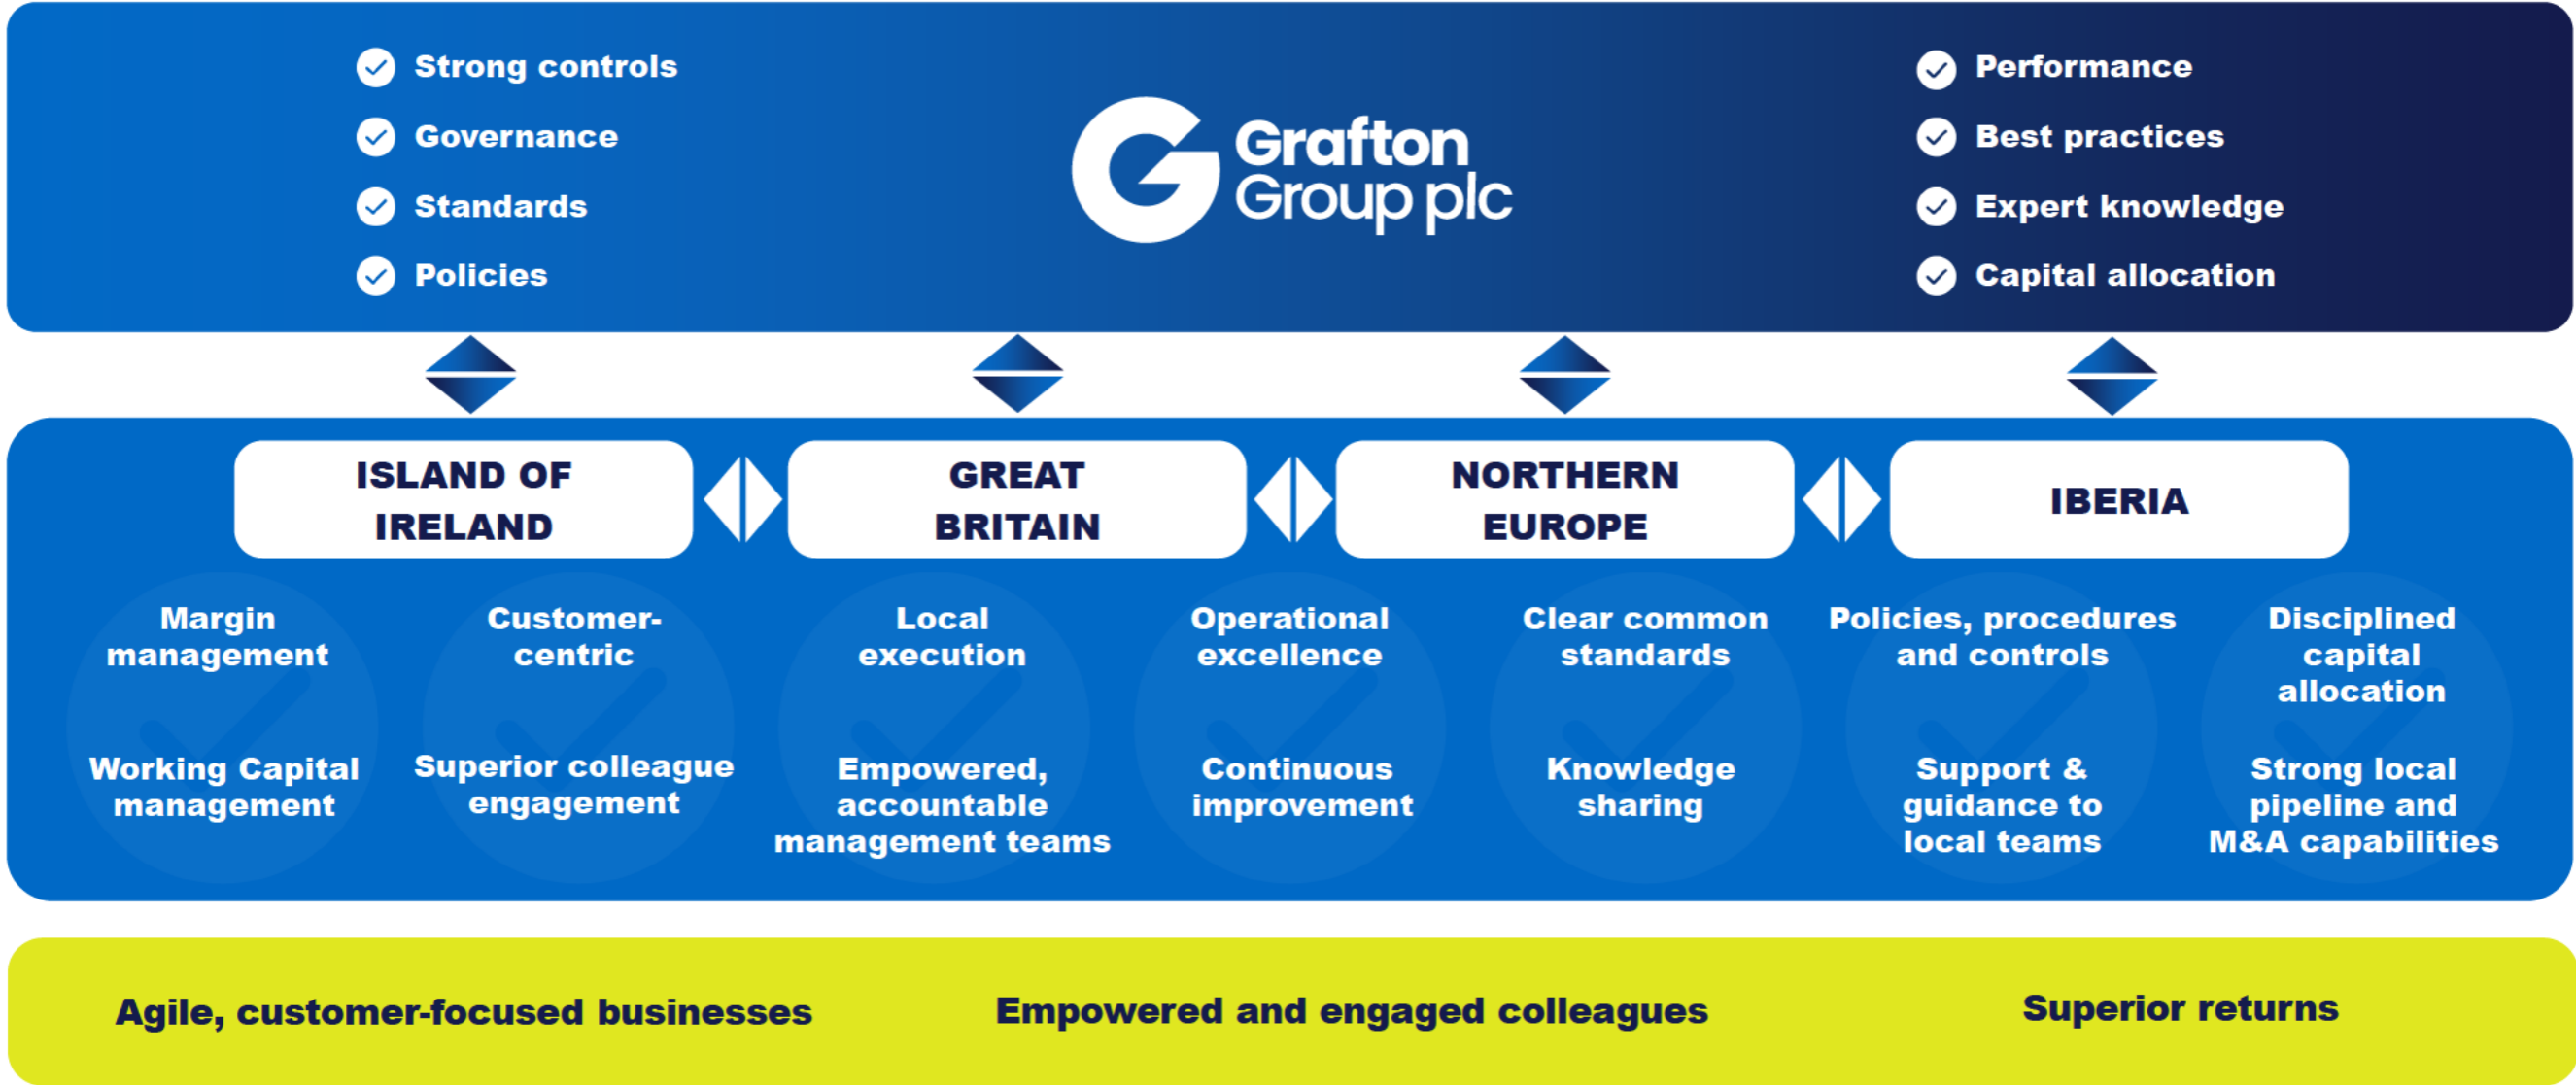 Strong controls
Governance
Standards
Policies
Grafton
Group plc
Performance
Best practices
Expert knowledge
Capital allocation
ISLAND OF
IRELAND
GREAT
BRITAIN
NORTHERN
EUROPE
IBERIA
Margin
management
Customer-
centric
Local
execution
Operational
excellence
Clear common
standards
Policies, procedures
and controls
Disciplined
capital
allocation
Working Capital
management
Superior colleague
engagement
Empowered,
accountable
management teams
Continuous
improvement
Knowledge
sharing
Support &
guidance to
local teams
Strong local
pipeline and
M&A capabilities
Agile, customer-focused businesses
Empowered and engaged colleagues
Superior returns